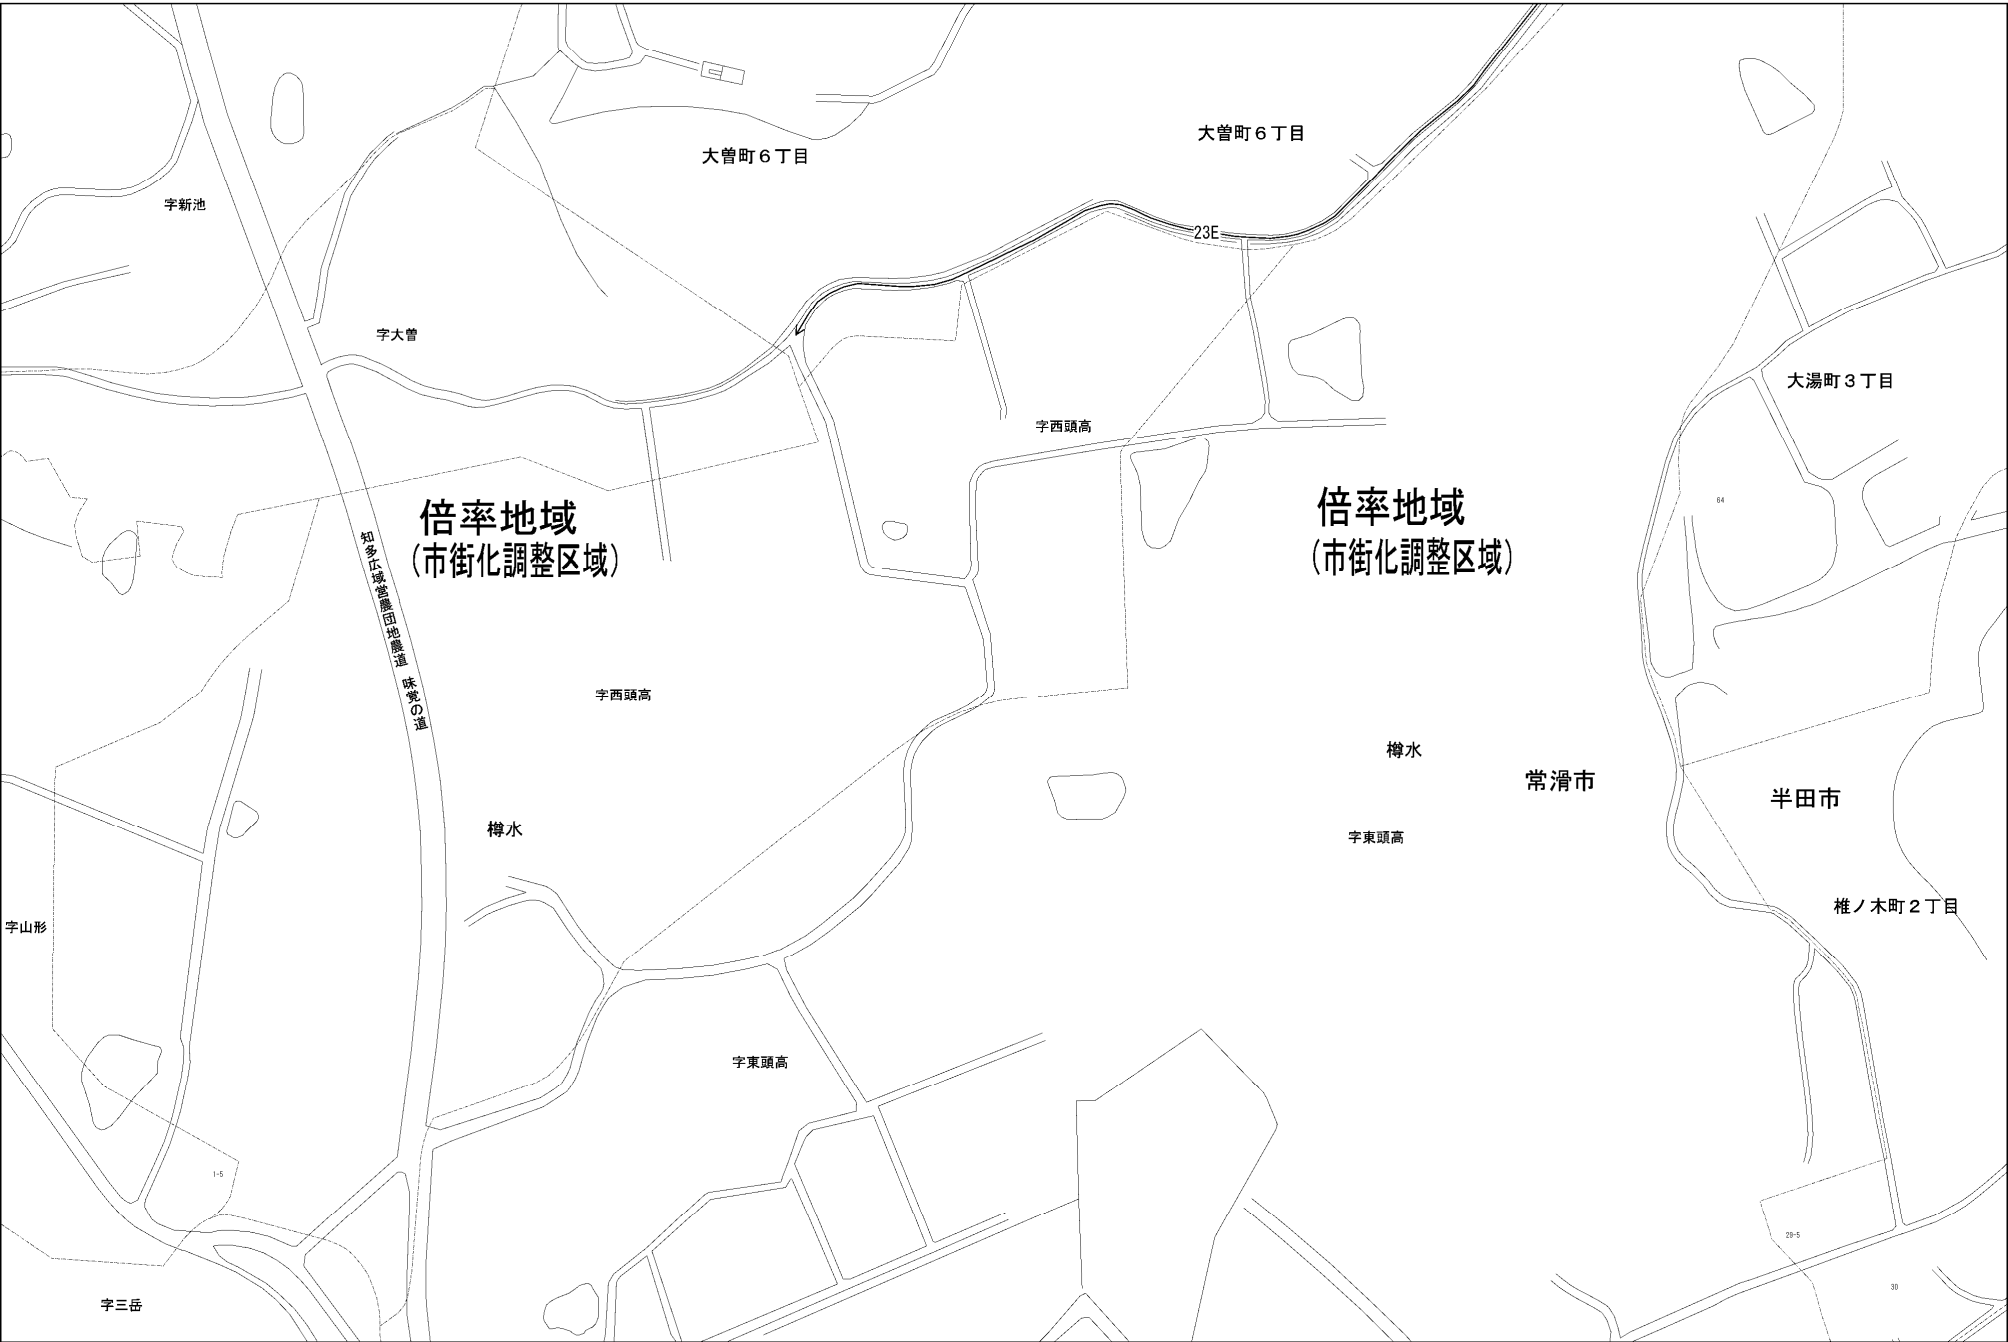 大曽町６丁目
大曽町６丁目
字新池
23E
字大曽
大湯町３丁目
字西頭高
倍率地域
(市街化調整区域)
倍率地域
(市街化調整区域)
64
知多広域営農団地農道　味覚の道
字西頭高
樽水
常滑市
半田市
樽水
字東頭高
椎ノ木町２丁目
字山形
字東頭高
1-5
29-5
30
字三岳